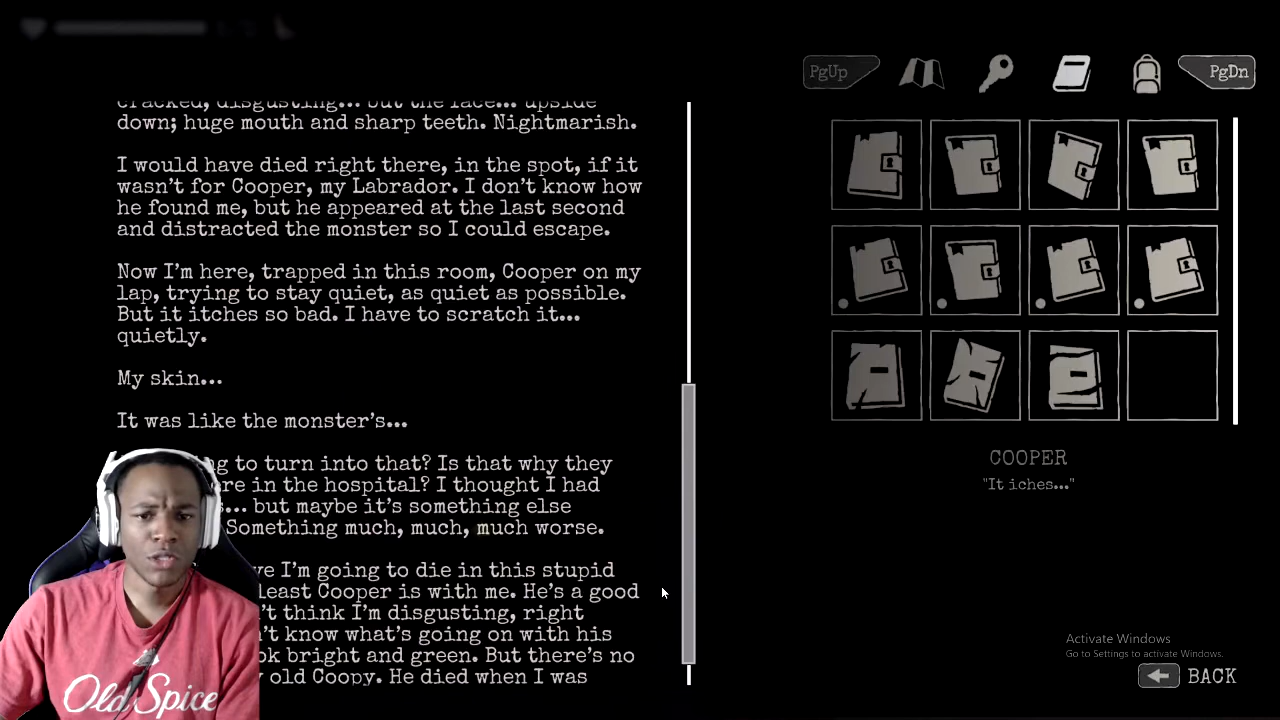 PgUp
PgDn
cracked, disgusting... but the face... upside
down; huge mouth and sharp teeth. Nightmarish.
I would have died right there, in the spot, if it
wasn't for Cooper, my Labrador. I don't know how
he found me, but he appeared at the last second
and distracted the monster so I could escape.
Now I'm here, trapped in this room, Cooper on my
lap, trying to stay quiet, as quiet as possible.
But it itches so bad. I have to scratch it...
quietly.
My skin...
It was like the monster's...
to turn into that? Is that why they
in the hospital? I thought I had
but maybe it's something else
Something much, much, much worse.
I'm going to die in this stupid
least Cooper is with me. He's a good
think I'm disgusting, right
know what's going on with his
bright and green. But there's no
old Coopy. He died when I was
COOPER
"It iches..."
Activate Windows
Go to Settings to activate Windows.
BACK
Old Spice